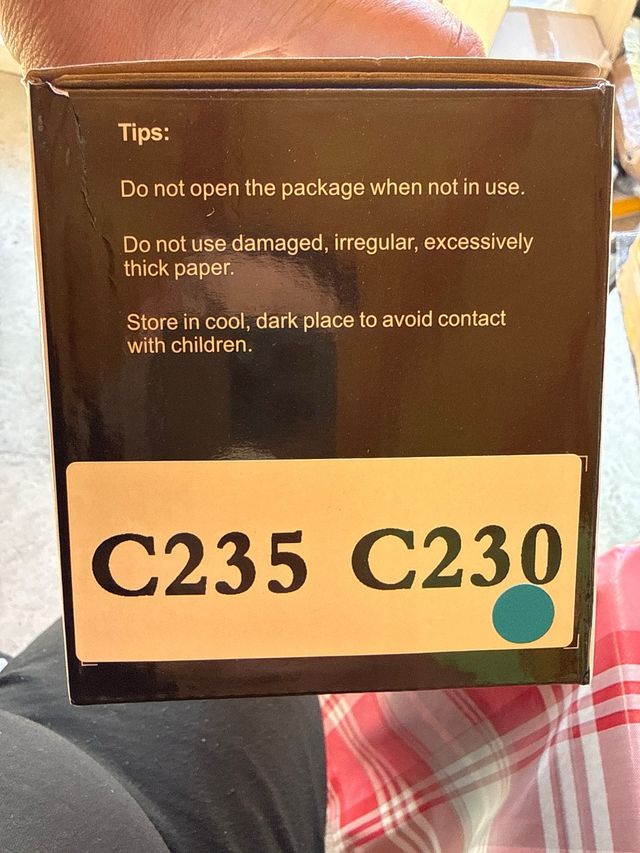 Tips:
Do not open the package when not in use.
Do not use damaged, irregular, excessively
thick paper.
Store in cool, dark place to avoid contact
with children.
C235 C230